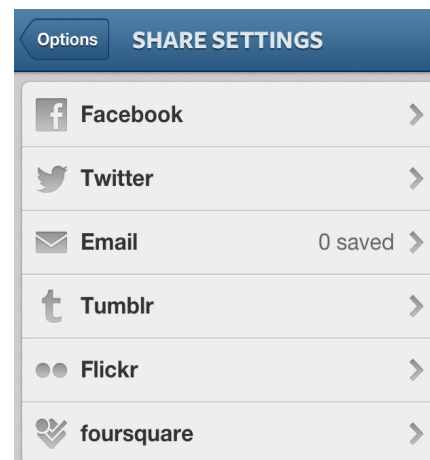 Options SHARE SETTINGS
Facebook
Twitter
Email 0 saved
Tumblr
Flickr
foursquare